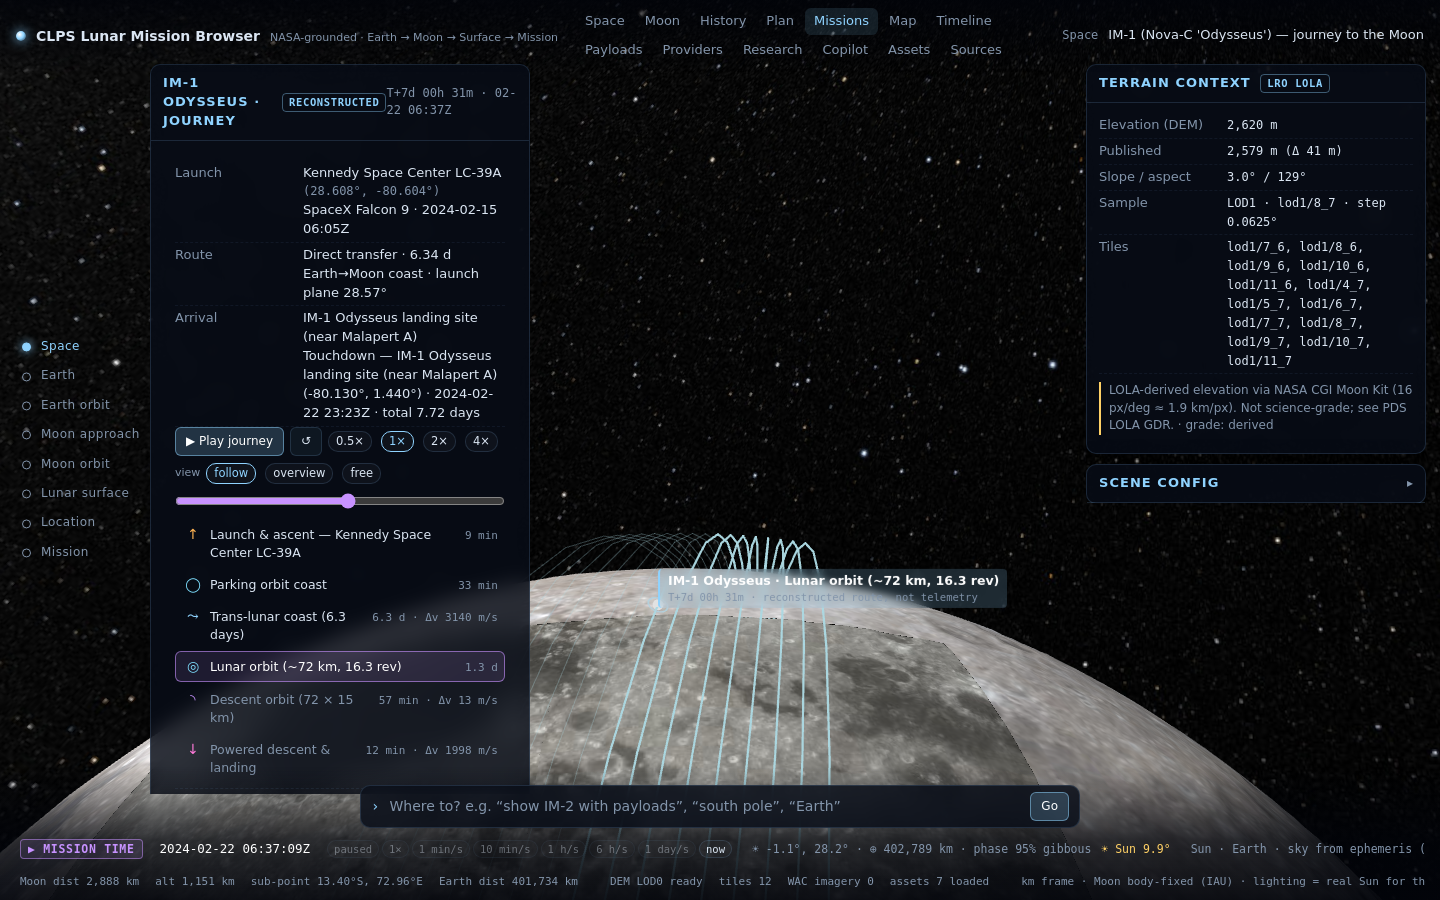 CLPS Lunar Mission Browser NASA-grounded · Earth → Moon → Surface → Mission
Space Moon History Plan Missions Map Timeline
Payloads Providers Research Copilot Assets Sources
Space IM-1 (Nova-C 'Odysseus') — journey to the Moon
IM-1 ODYSSEUS · JOURNEY
RECONSTRUCTED
T+7d 00h 31m · 02-22 06:37Z
Launch
Kennedy Space Center LC-39A
(28.608°, -80.604°)
SpaceX Falcon 9 · 2024-02-15
06:05Z
Route
Direct transfer · 6.34 d
Earth→Moon coast · launch
plane 28.57°
Arrival
IM-1 Odysseus landing site
(near Malapert A)
Touchdown — IM-1 Odysseus
landing site (near Malapert A)
(-80.130°, 1.440°) · 2024-02-
22 23:23Z · total 7.72 days
▶ Play journey ↺ 0.5× 1× 2× 4×
view follow overview free
↑ Launch & ascent — Kennedy Space
Center LC-39A
9 min
◯ Parking orbit coast 33 min
⤳ Trans-lunar coast (6.3
days)
6.3 d · Δv 3140 m/s
◎ Lunar orbit (~72 km, 16.3 rev) 1.3 d
Descent orbit (72 × 15
km)
57 min · Δv 13 m/s
↓ Powered descent &
landing
12 min · Δv 1998 m/s
Space
Earth
Earth orbit
Moon approach
Moon orbit
Lunar surface
Location
Mission
IM-1 Odysseus · Lunar orbit (~72 km, 16.3 rev)
T+7d 00h 31m · reconstructed route, not telemetry
TERRAIN CONTEXT LRO LOLA
Elevation (DEM) 2,620 m
Published 2,579 m (Δ 41 m)
Slope / aspect 3.0° / 129°
Sample LOD1 · lod1/8_7 · step
0.0625°
Tiles lod1/7_6, lod1/8_6,
lod1/9_6, lod1/10_6,
lod1/11_6, lod1/4_7,
lod1/5_7, lod1/6_7,
lod1/7_7, lod1/8_7,
lod1/9_7, lod1/10_7,
lod1/11_7
LOLA-derived elevation via NASA CGI Moon Kit (16
px/deg ≈ 1.9 km/px). Not science-grade; see PDS
LOLA GDR. · grade: derived
SCENE CONFIG ▸
› Where to? e.g. “show IM-2 with payloads”, “south pole”, “Earth” Go
▶ MISSION TIME 2024-02-22 06:37:09Z paused 1× 1 min/s 10 min/s 1 h/s 6 h/s 1 day/s now ☀ -1.1°, 28.2° · ⊕ 402,789 km · phase 95% gibbous ☀ Sun 9.9° Sun · Earth · sky from ephemeris (
Moon dist 2,888 km alt 1,151 km sub-point 13.40°S, 72.96°E Earth dist 401,734 km DEM LOD0 ready tiles 12 WAC imagery 0 assets 7 loaded km frame · Moon body-fixed (IAU) · lighting = real Sun for th